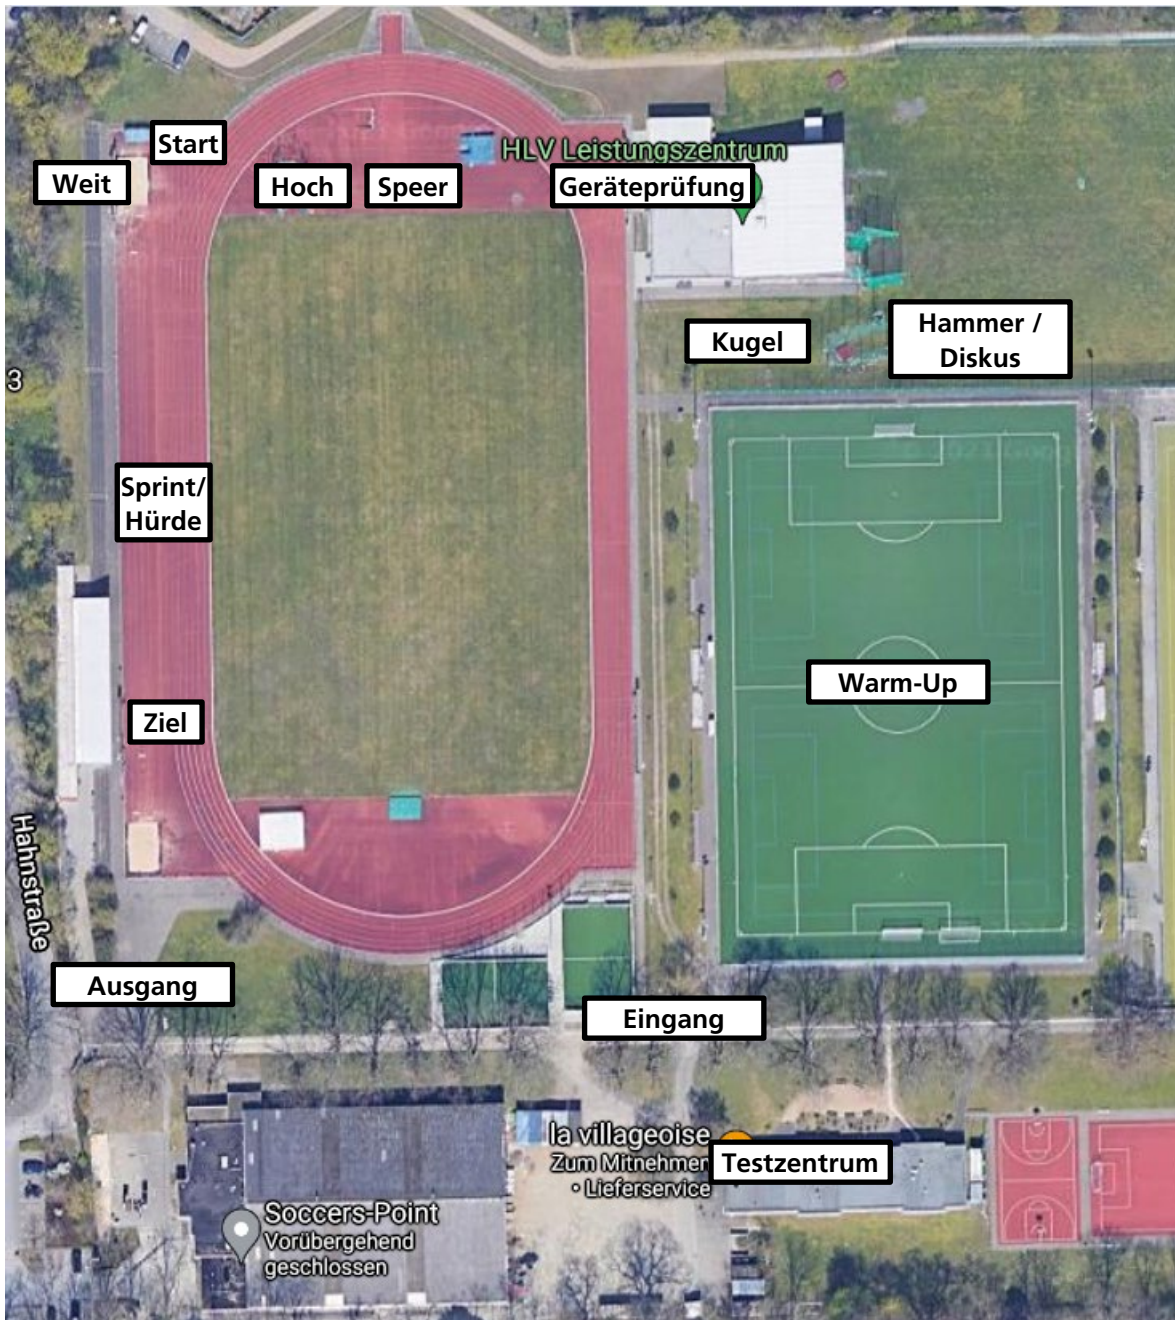 Start
HLV Leistungszentrum
Weit
Hoch
Speer
Geräteprüfung
Kugel
Hammer /
Diskus
3
Sprint/
Hürde
Warm-Up
Ziel
Hahnstraße
Ausgang
Eingang
la villageoise
Zum Mitnehmen
• Lieferservice
Testzentrum
Soccers-Point
Vorübergehend
geschlossen